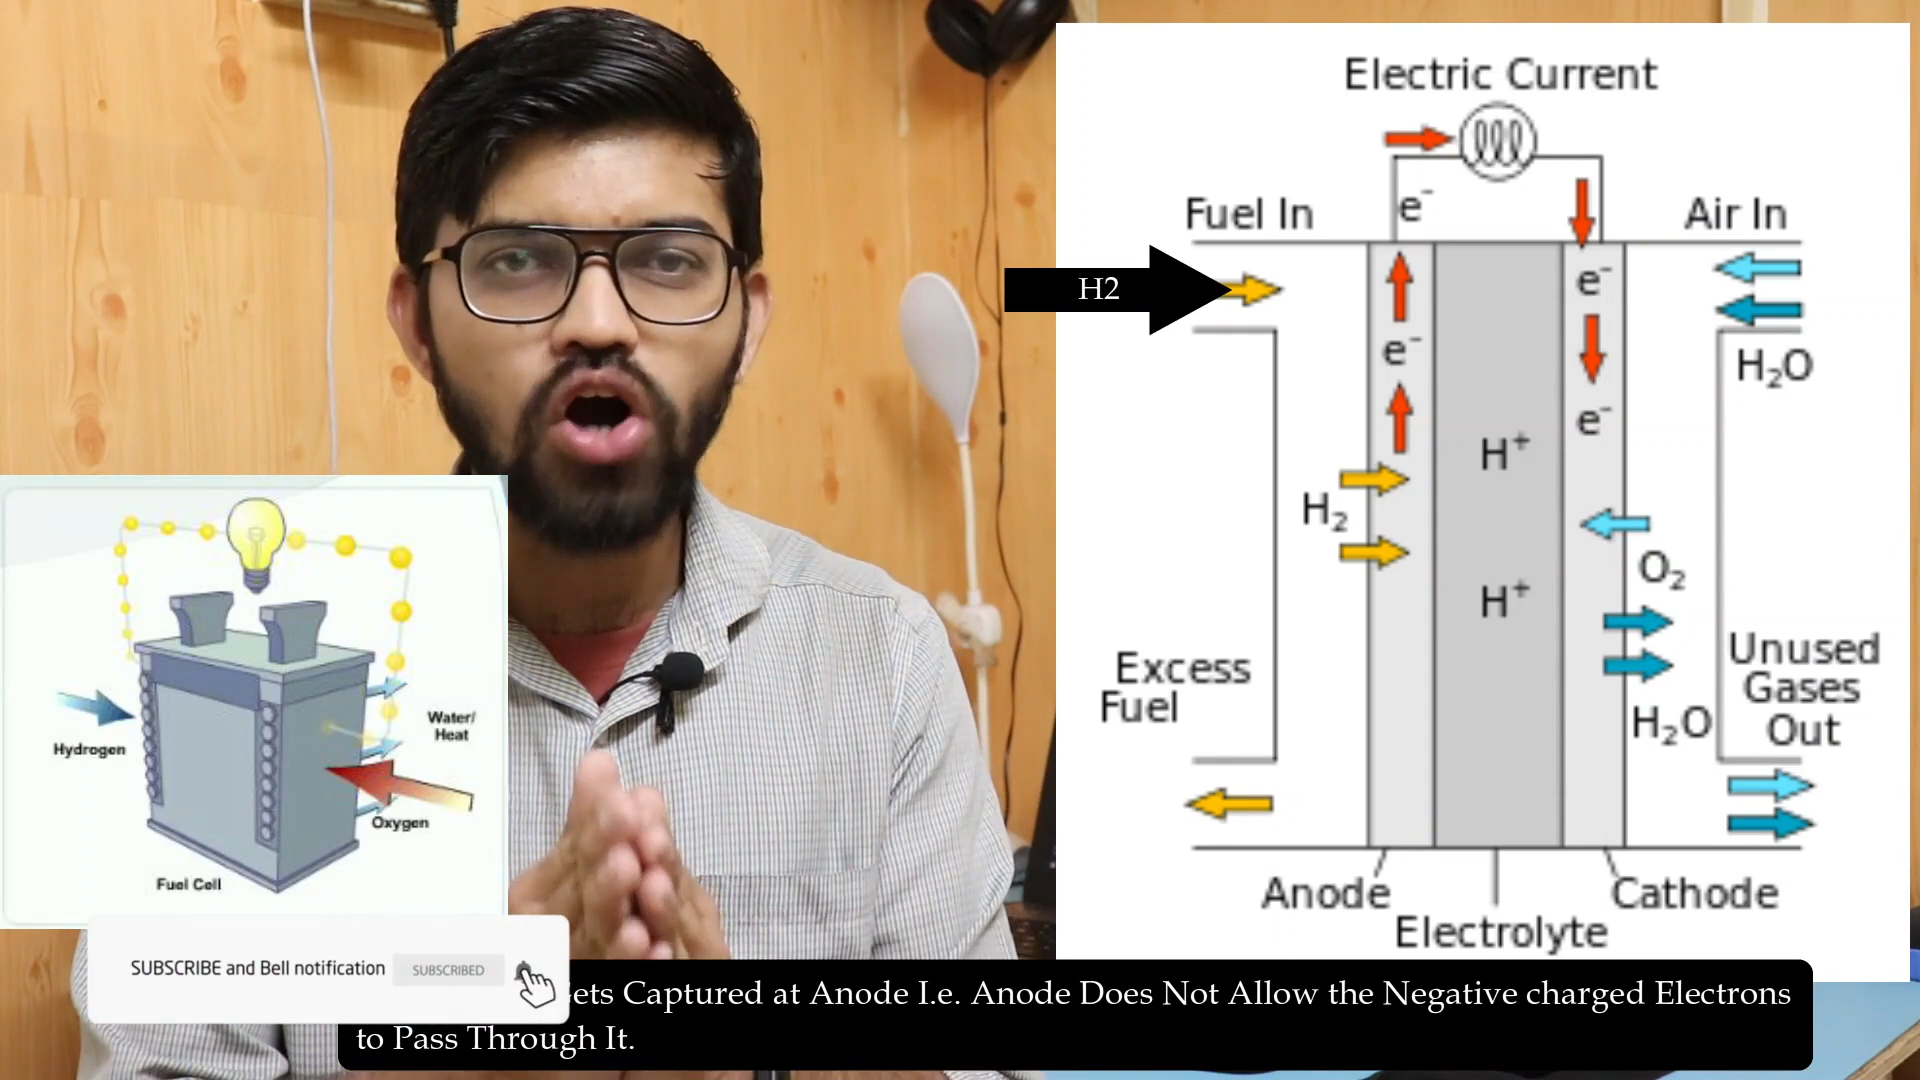 Electric Current
e⁻
Fuel In
Air In
H2
e⁻
e⁻
H₂O
e⁻
H⁺
H₂
O₂
H⁺
Excess
Fuel
H₂O
Unused
Gases
Out
Anode
Cathode
Electrolyte
Hydrogen
Water/
Heat
Oxygen
Fuel Cell
SUBSCRIBE and Bell notification
SUBSCRIBED
Captured at Anode I.e. Anode Does Not Allow the Negative charged Electrons
to Pass Through It.